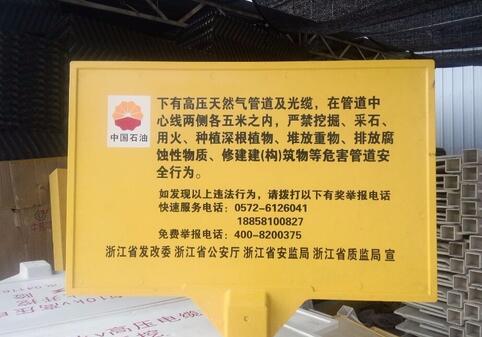 中国石油
下有高压天然气管道及光缆，在管道中
心线两侧各五米之内，严禁挖掘、采石、
用火、种植深根植物、堆放重物、排放腐
蚀性物质、修建建(构)筑物等危害管道安
全行为。
如发现以上违法行为，请拨打以下有奖举报电话
快速服务电话：0572-6126041
18858100827
免费举报电话：400-8200375
浙江省发改委 浙江省公安厅 浙江省安监局 浙江省质监局 宣